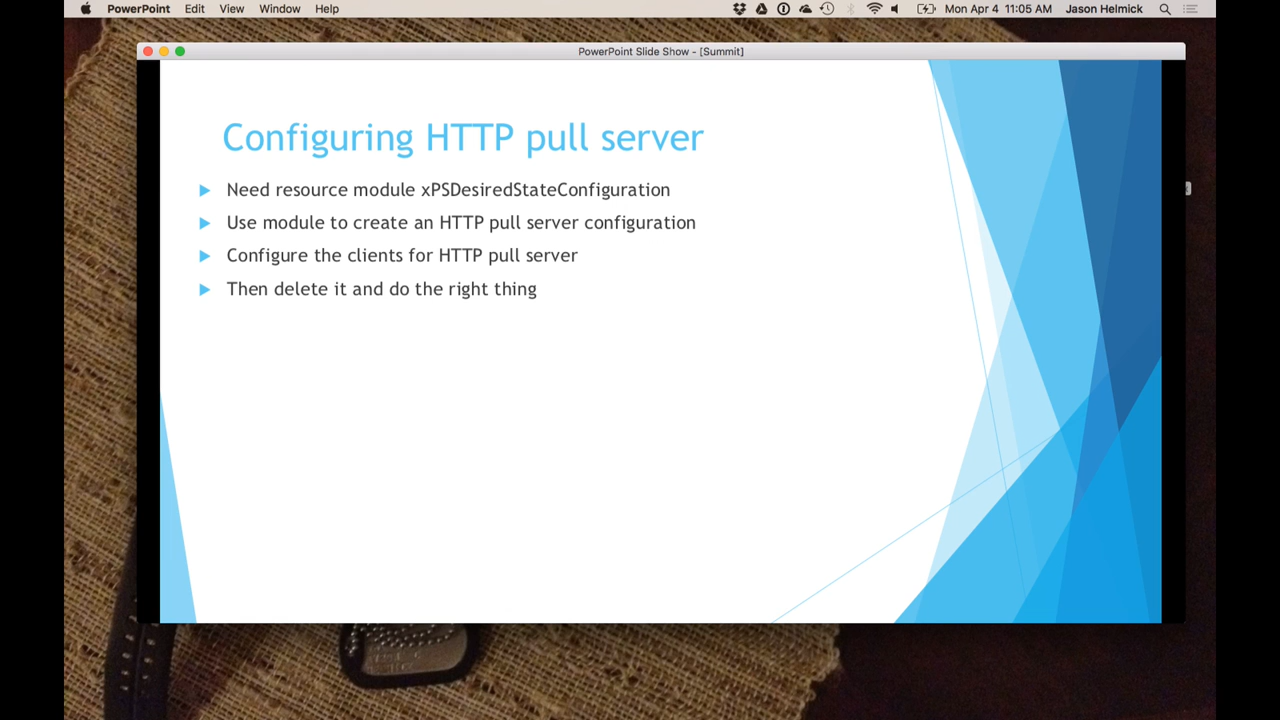 PowerPoint Edit View Window Help Mon Apr 4 11:05 AM Jason Helmick
PowerPoint Slide Show - [Summit]
Configuring HTTP pull server
Need resource module xPSDesiredStateConfiguration
Use module to create an HTTP pull server configuration
Configure the clients for HTTP pull server
Then delete it and do the right thing